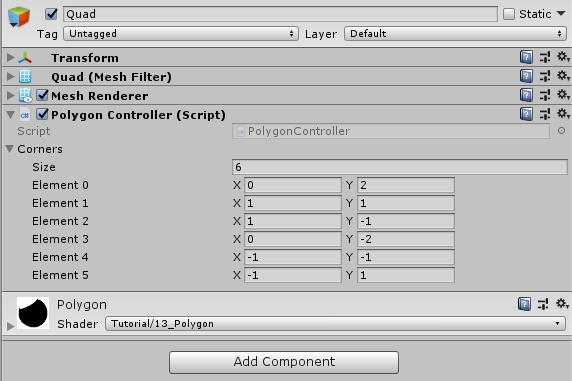 Quad Static
Tag Untagged Layer Default
Transform
Quad (Mesh Filter)
Mesh Renderer
Polygon Controller (Script)
Script PolygonController
Corners
Size 6
Element 0 X 0 Y 2
Element 1 X 1 Y 1
Element 2 X 1 Y -1
Element 3 X 0 Y -2
Element 4 X -1 Y -1
Element 5 X -1 Y 1
Polygon
Shader Tutorial/13_Polygon
Add Component